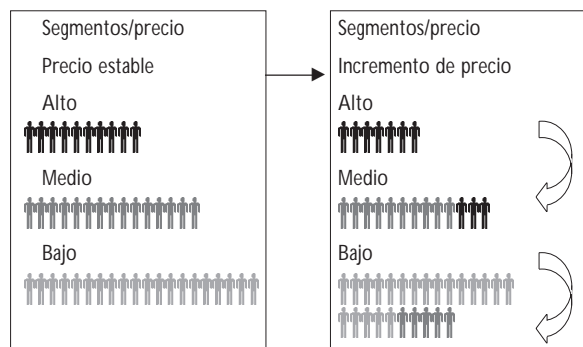 Segmentos/precio
Precio estable
Alto
Medio
Bajo
Segmentos/precio
Incremento de precio
Alto
Medio
Bajo